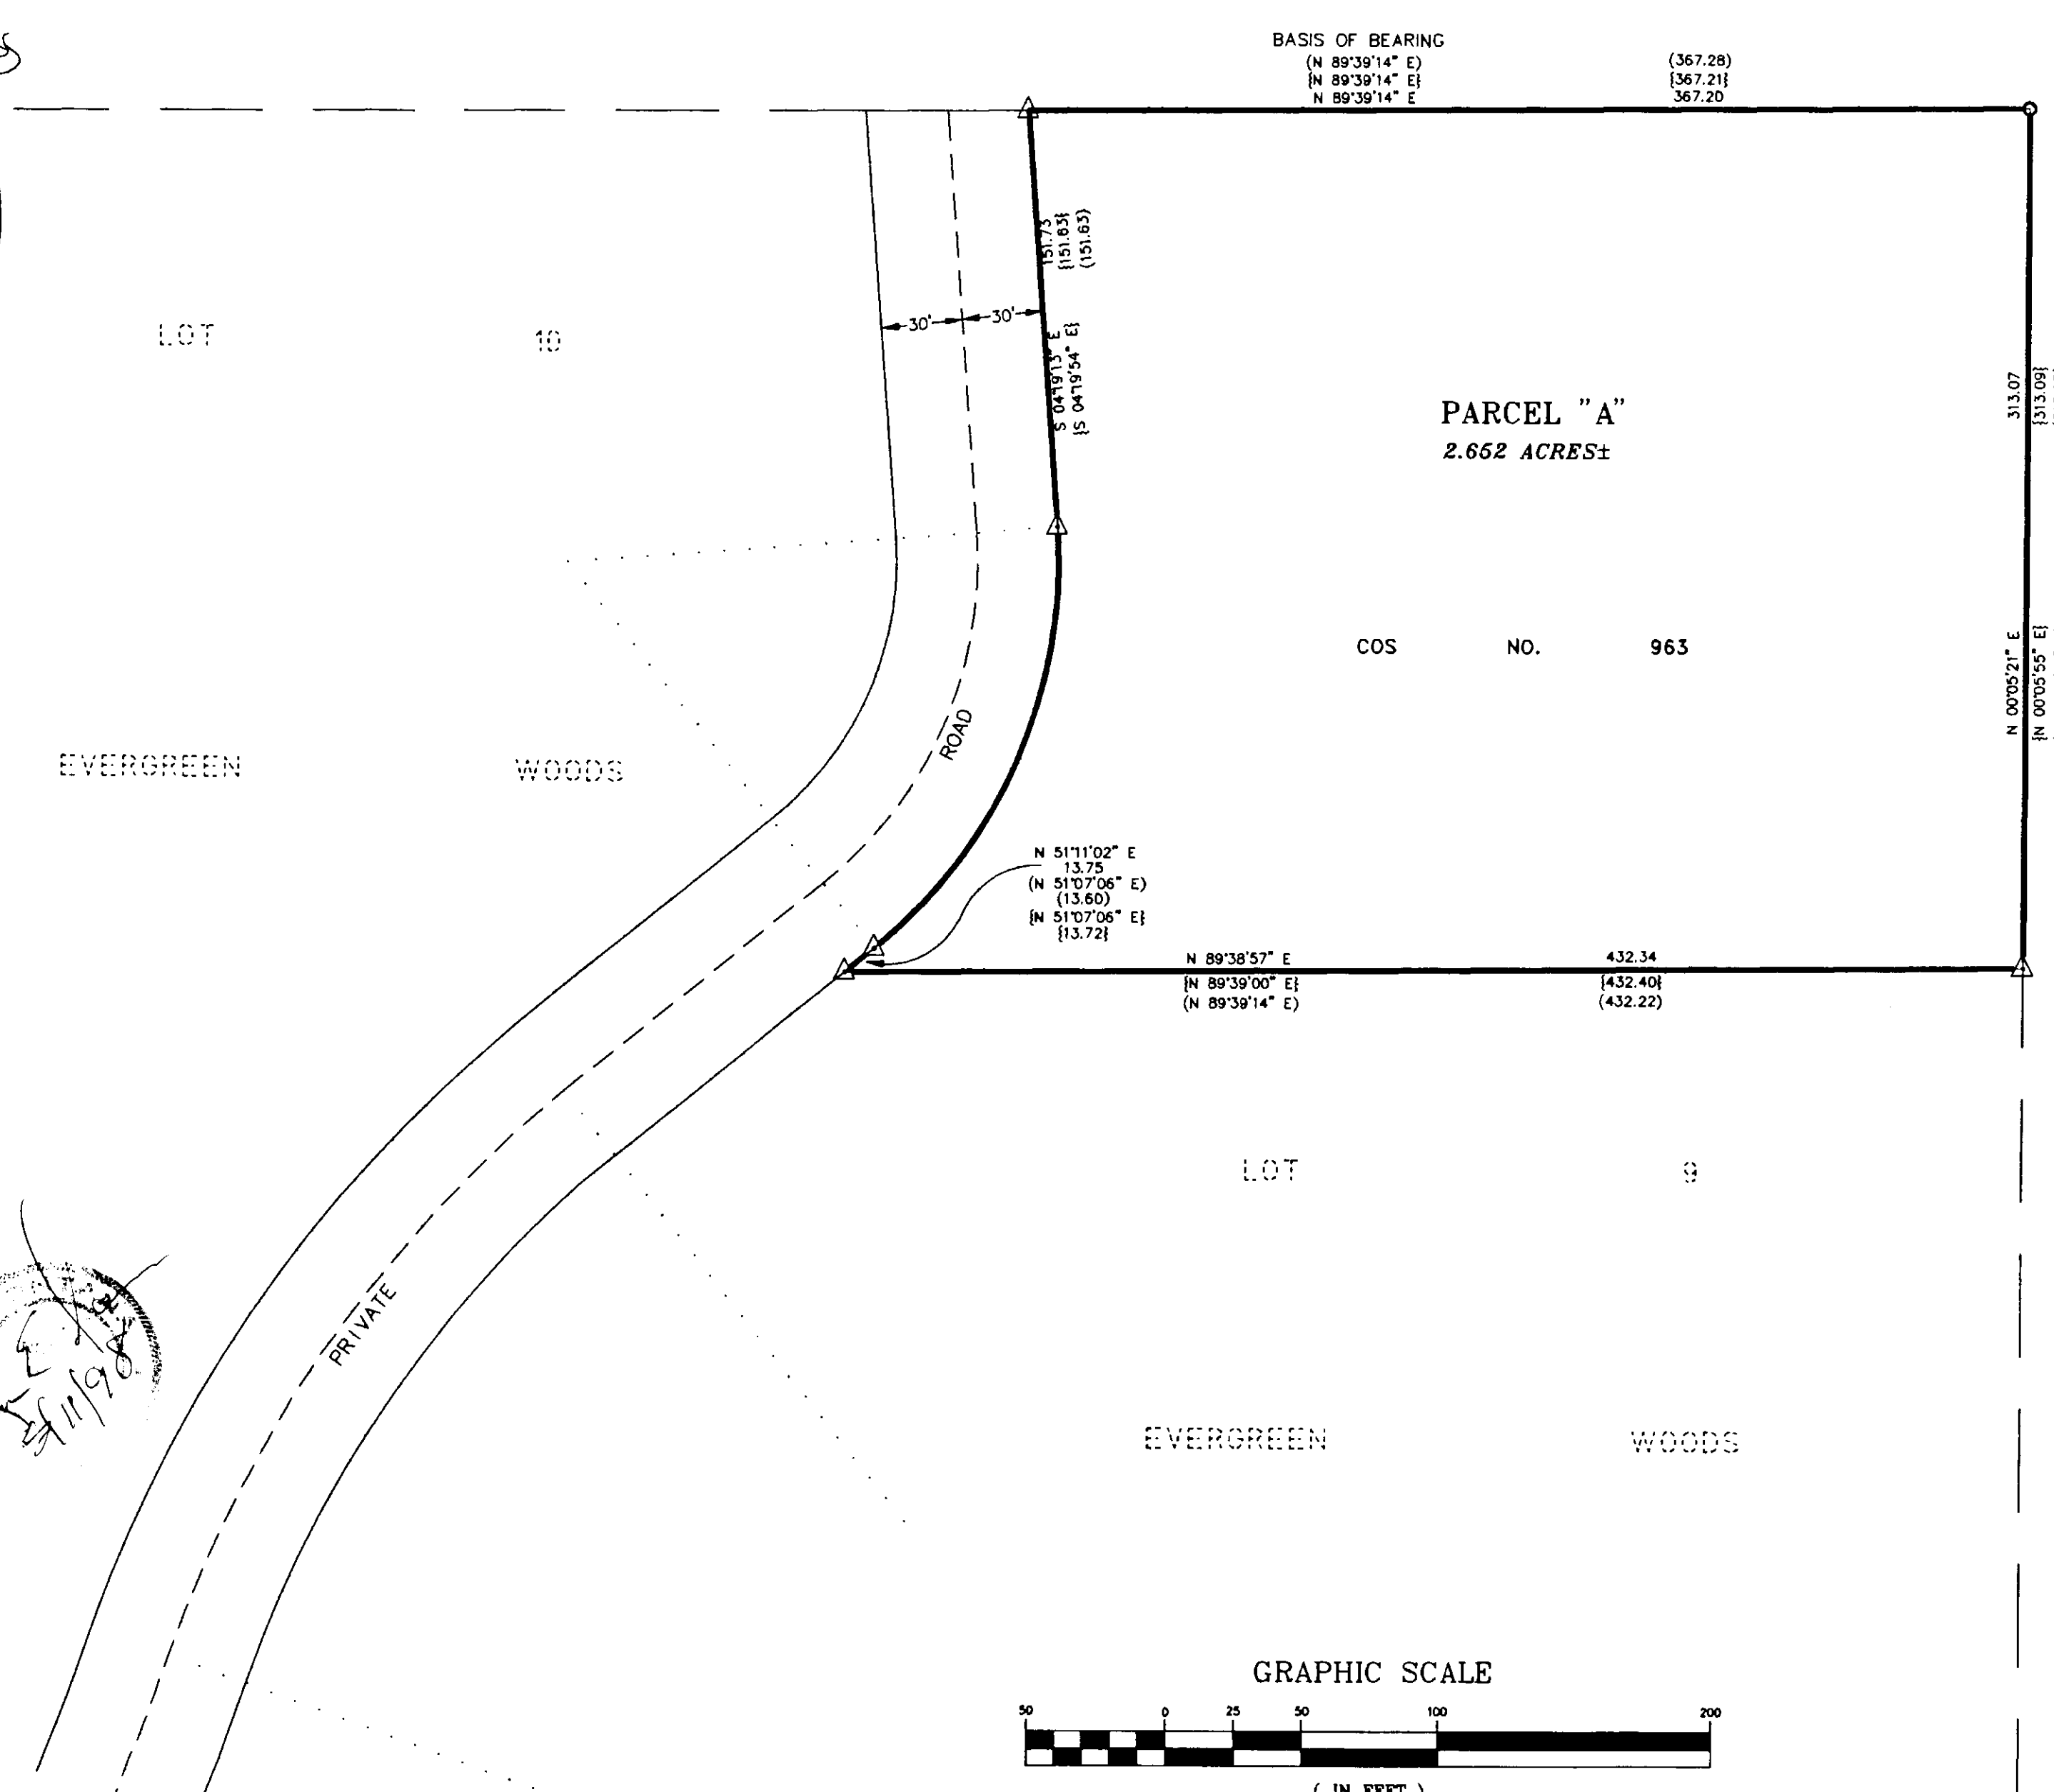 BASIS OF BEARING
(N 89°39'14" E)
{N 89°39'14" E}
N 89°39'14" E
(367.28)
{367.21}
367.20
151.73
{151.63}
(151.63)
S 04°19'13" E
{S 04°19'54" E}
30'
30'
LOT 10
PARCEL "A"
2.652 ACRES±
313.07
{313.09}
COS NO. 963
N 00°05'21" E
{N 00°05'55" E}
ROAD
EVERGREEN WOODS
N 51°11'02" E
13.75
(N 51°07'06" E)
(13.60)
{N 51°07'06" E}
{13.72}
N 89°38'57" E
432.34
{N 89°39'00" E}
{432.40}
(N 89°39'14" E)
(432.22)
LOT 9
PRIVATE
EVERGREEN WOODS
GRAPHIC SCALE
50 0 25 50 100 200
( IN FEET )